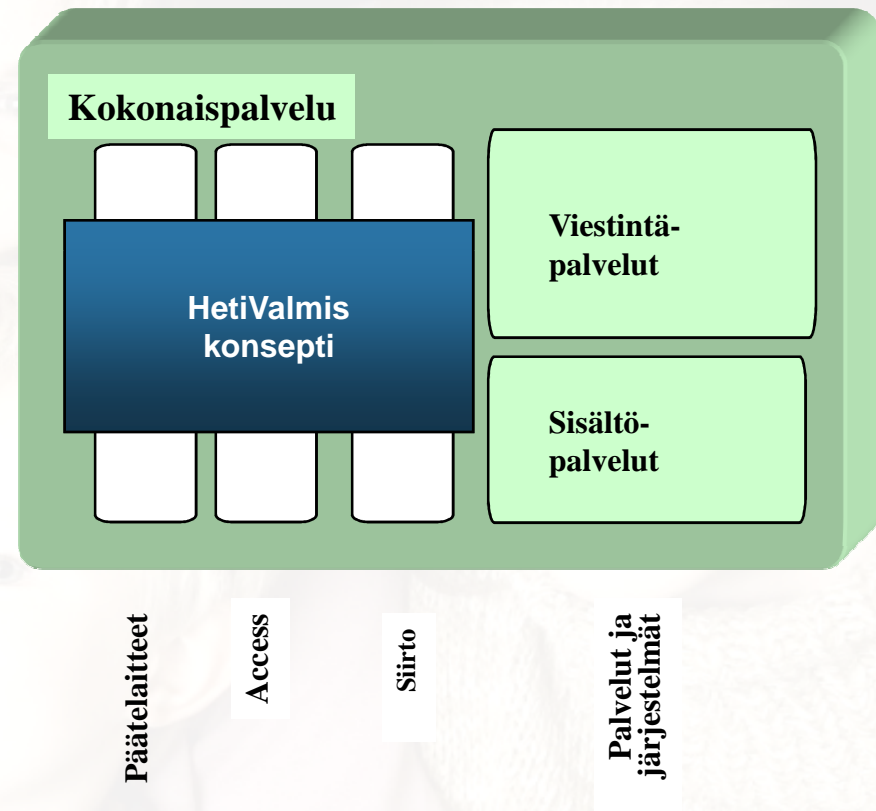 Kokonaispalvelu
Viestintä-
palvelut
HetiValmis
konsepti
Sisältö-
palvelut
Päätelaitteet
Access
Siirto
Palvelut ja
järjestelmät